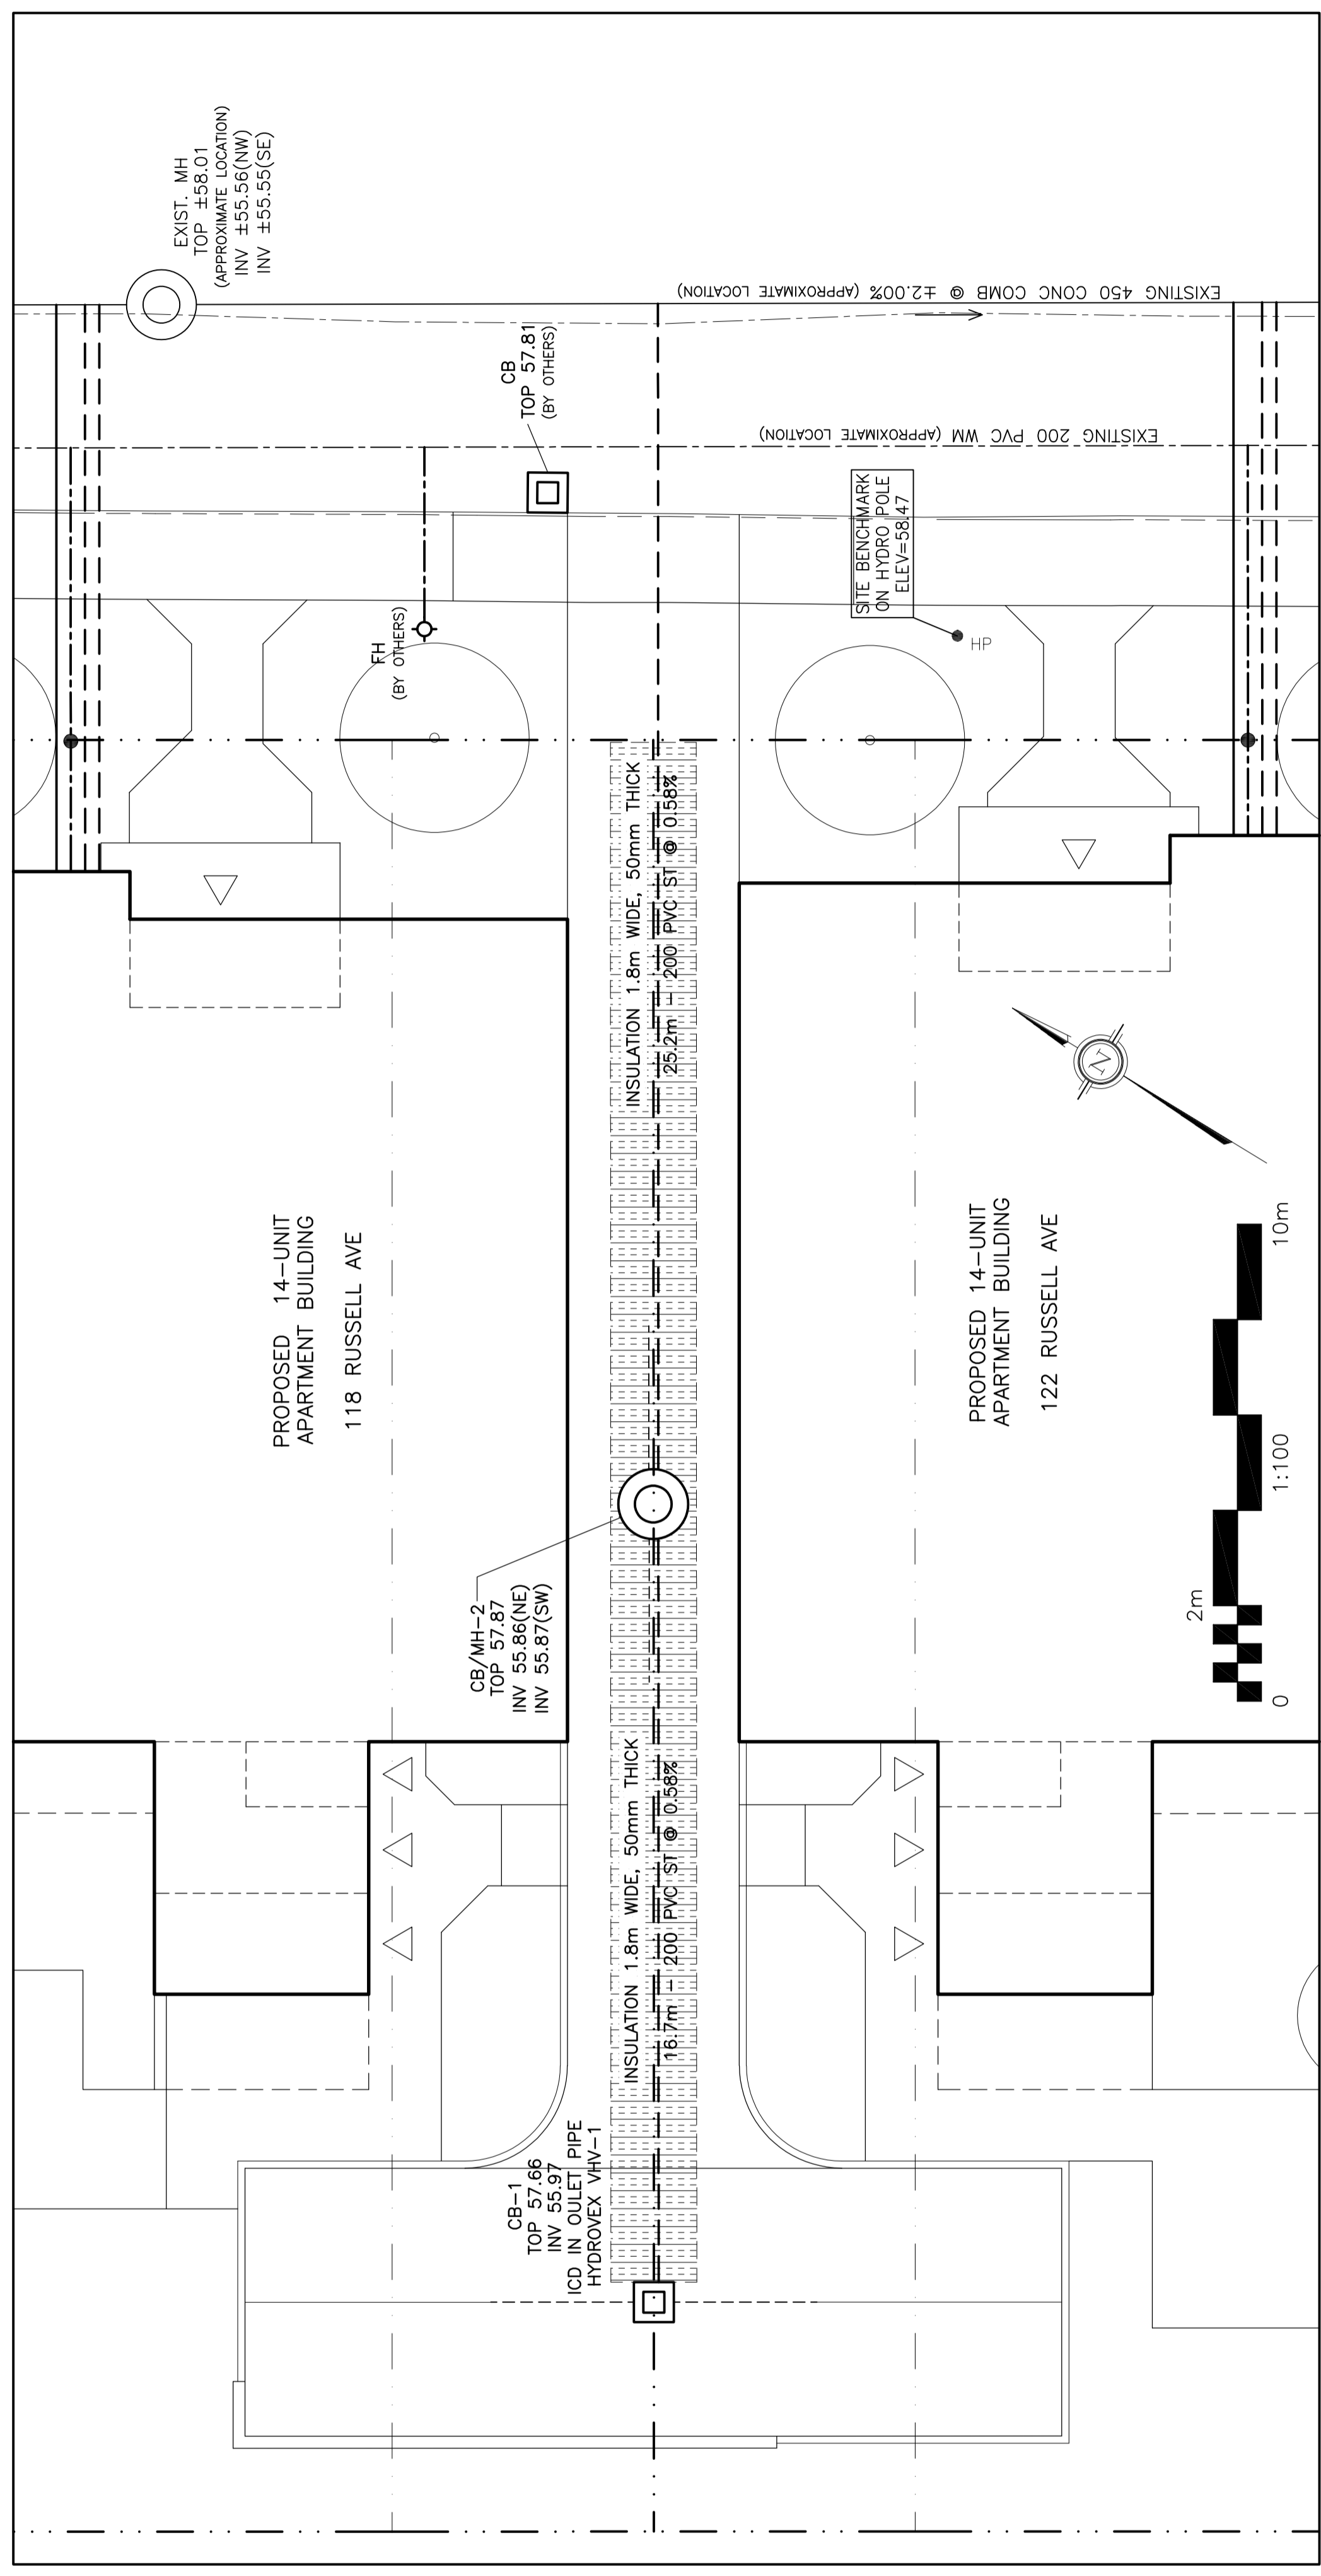 EXIST. MH
TOP ±58.01
(APPROXIMATE LOCATION)
INV ±55.56(NW)
INV ±55.55(SE)
EXISTING 450 CONC COMB @ ±2.00% (APPROXIMATE LOCATION)
CB
TOP 57.81
(BY OTHERS)
EXISTING 200 PVC WM (APPROXIMATE LOCATION)
SITE BENCHMARK
ON HYDRO POLE
ELEV=58.47
HP
FH
(BY OTHERS)
INSULATION 1.8m WIDE, 50mm THICK
25.2m - 200 PVC ST @ 0.58%
N
PROPOSED 14-UNIT
APARTMENT BUILDING
118 RUSSELL AVE
PROPOSED 14-UNIT
APARTMENT BUILDING
122 RUSSELL AVE
CB/MH-2
TOP 57.87
INV 55.86(NE)
INV 55.87(SW)
0
2m
1:100
10m
INSULATION 1.8m WIDE, 50mm THICK
16.7m - 200 PVC ST @ 0.58%
CB-1
TOP 57.66
INV 55.97
ICD IN OULET PIPE
HYDROVEX VHV-1